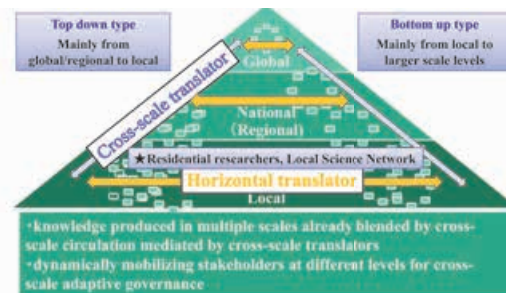 Top down type
Mainly from
global/regional to local
Bottom up type
Mainly from local to
larger scale levels
Cross-scale translator
Global
National
(Regional)
★Residential researchers, Local Science Network
Horizontal translator
Local
•knowledge produced in multiple scales already blended by cross-
scale circulation mediated by cross-scale translators
•dynamically mobilizing stakeholders at different levels for cross-
scale adaptive governance